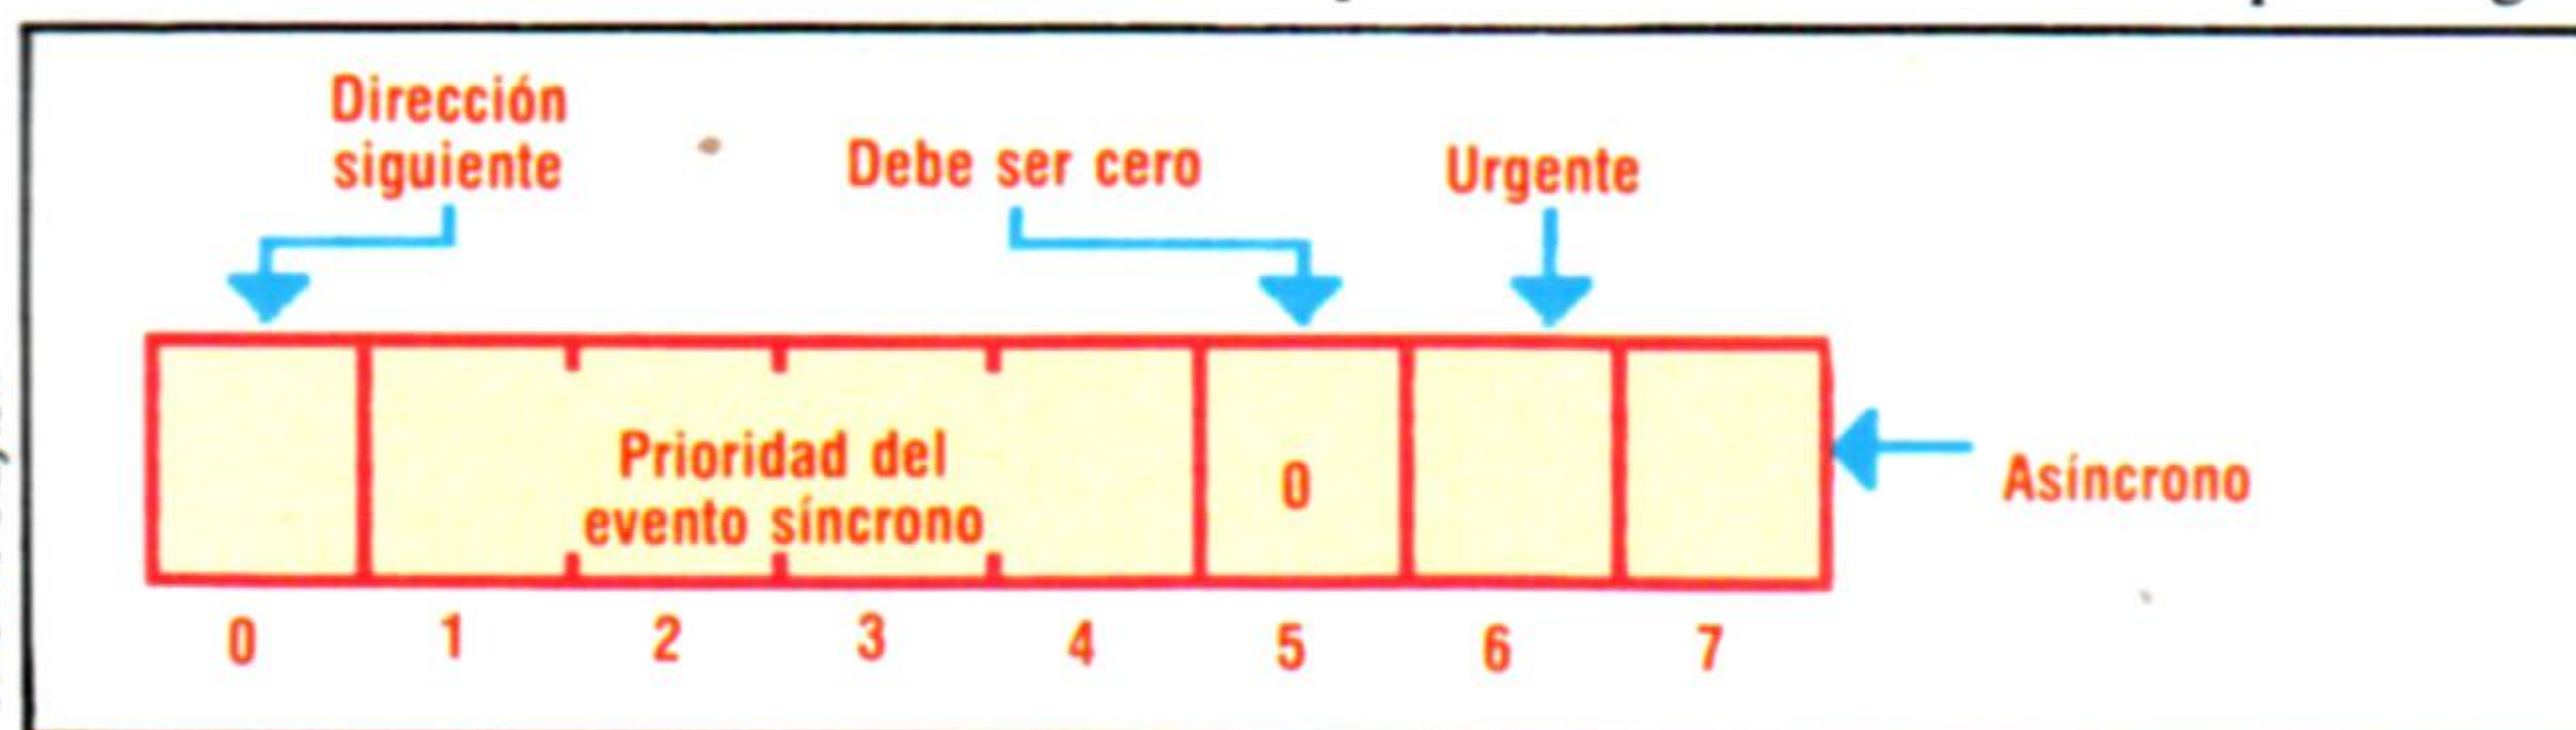 Dirección
siguiente
Debe ser cero
Urgente
Prioridad del
evento síncrono
0
Asíncrono
0 1 2 3 4 5 6 7